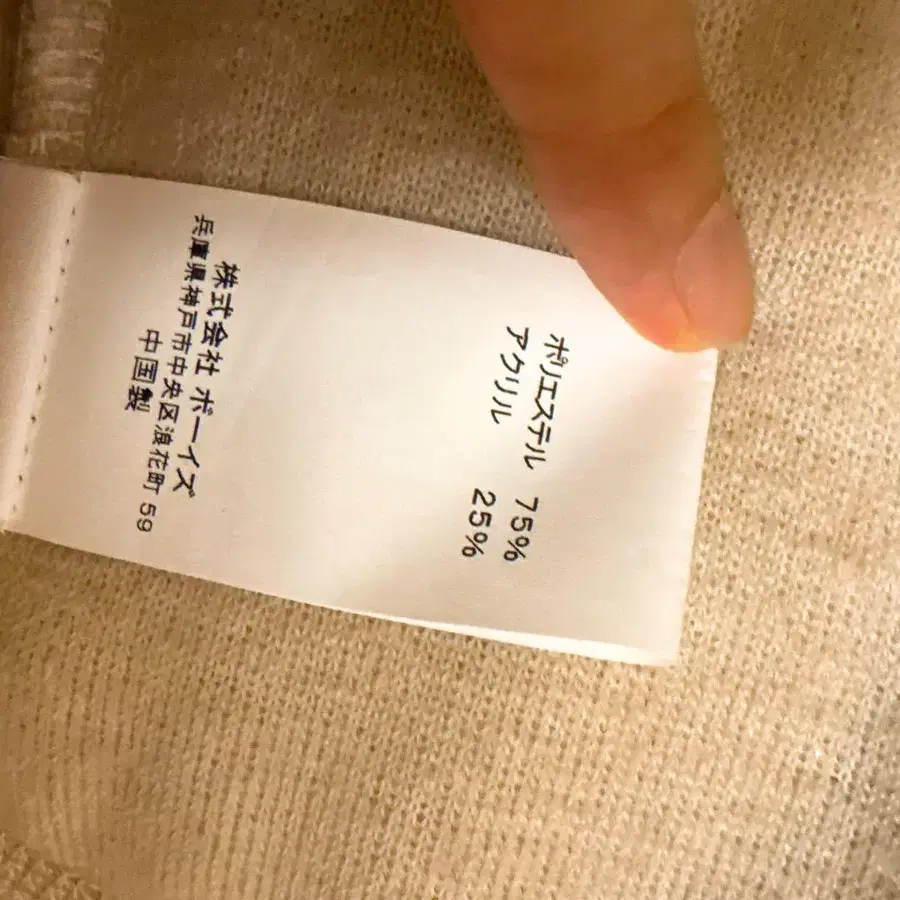 ポリエステル 75%
アクリル 25%
株式会社 ボーイズ
兵庫県神戸市中央区浪花町 59
中国製